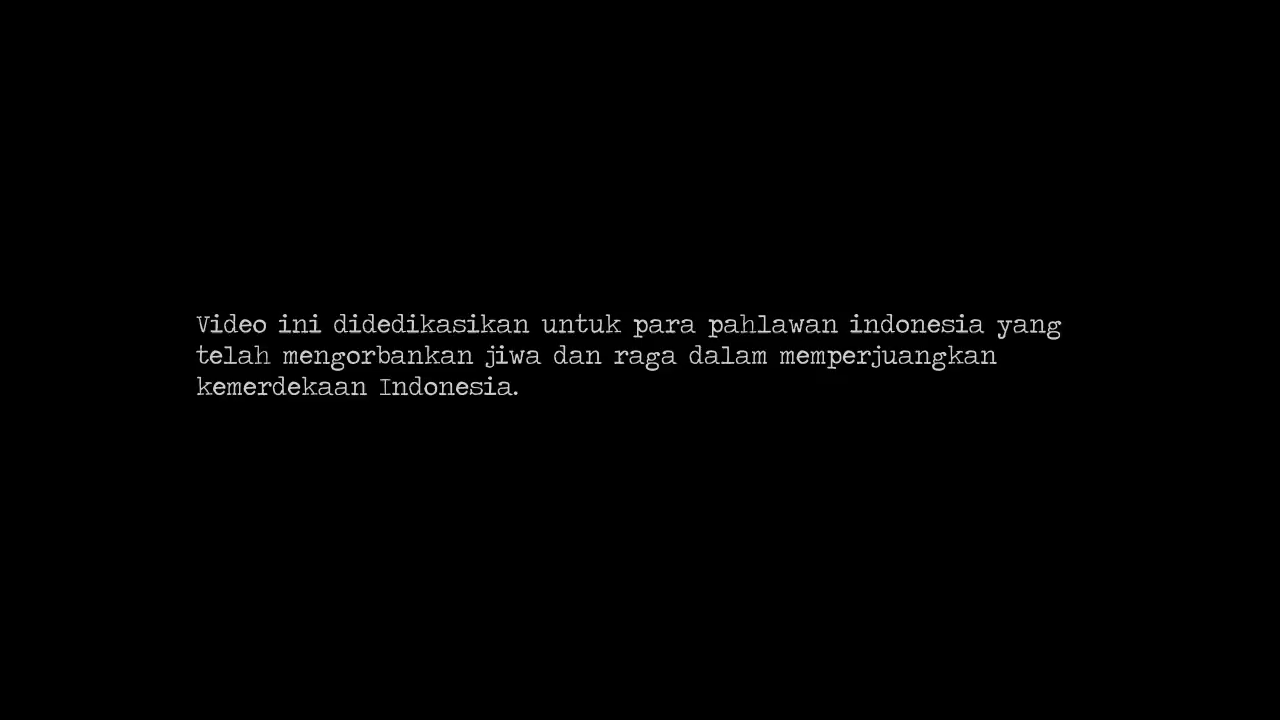 Video ini didedikasikan untuk para pahlawan indonesia yang
telah mengorbankan jiwa dan raga dalam memperjuangkan
kemerdekaan Indonesia.